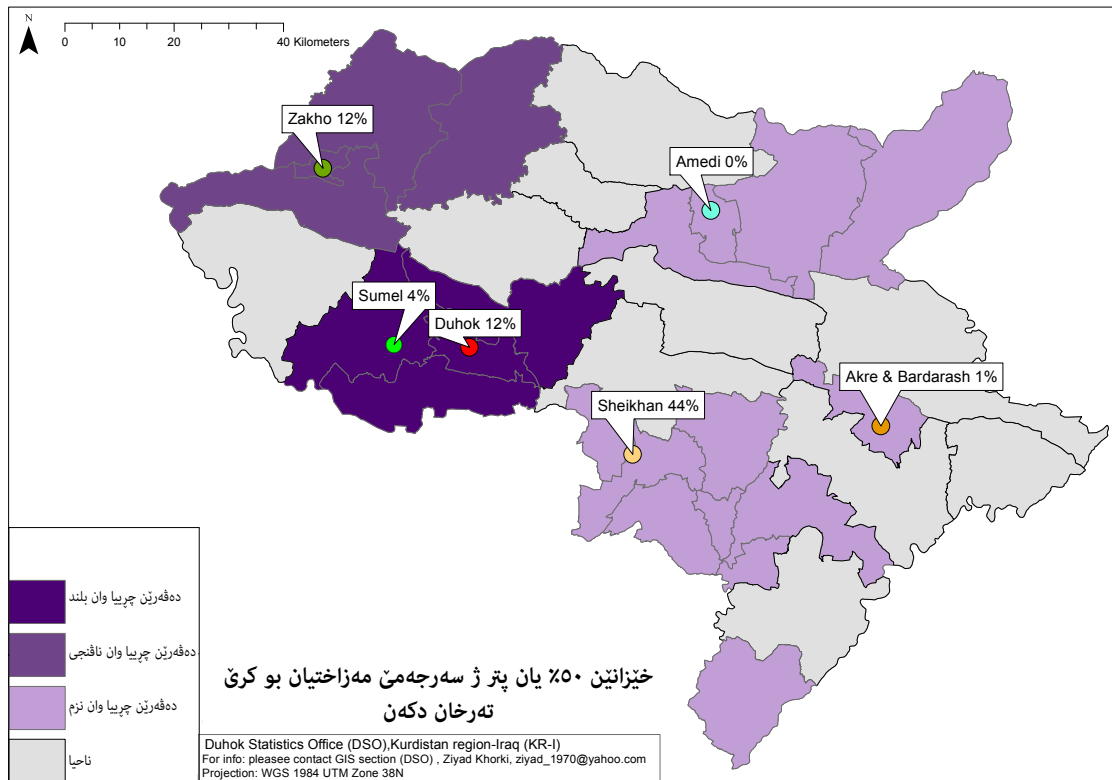 N
0 10 20 40 Kilometers
Zakho 12%
Amedi 0%
Sumel 4%
Duhok 12%
Akre & Bardarash 1%
Sheikhan 44%
دەڤەرێن چڕییا وان بلند
دەڤەرێن چڕییا وان ناڤنجی
دەڤەرێن چڕییا وان نزم
ناحیا
خێزانێن ٥٠٪ یان پتر ژ سەرجەمێ مەزاختیان بو کرێ
تەرخان دکەن
Duhok Statistics Office (DSO),Kurdistan region-Iraq (KR-I)
For info: pleasee contact GIS section (DSO) , Ziyad Khorki, ziyad_1970@yahoo.com
Projection: WGS 1984 UTM Zone 38N